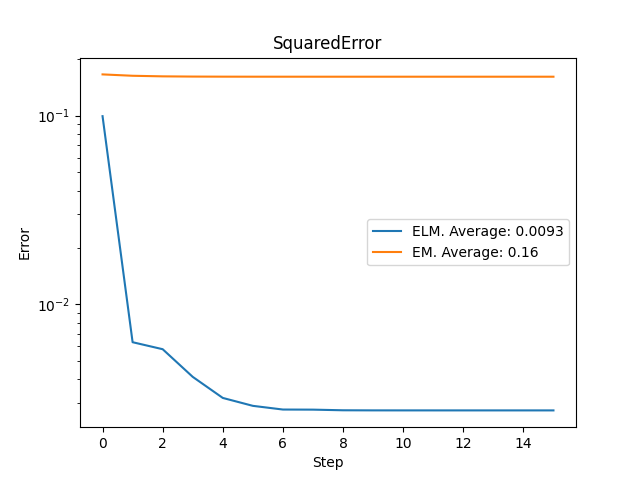 SquaredError
10⁻¹
10⁻²
Error
ELM. Average: 0.0093
EM. Average: 0.16
0 2 4 6 8 10 12 14
Step